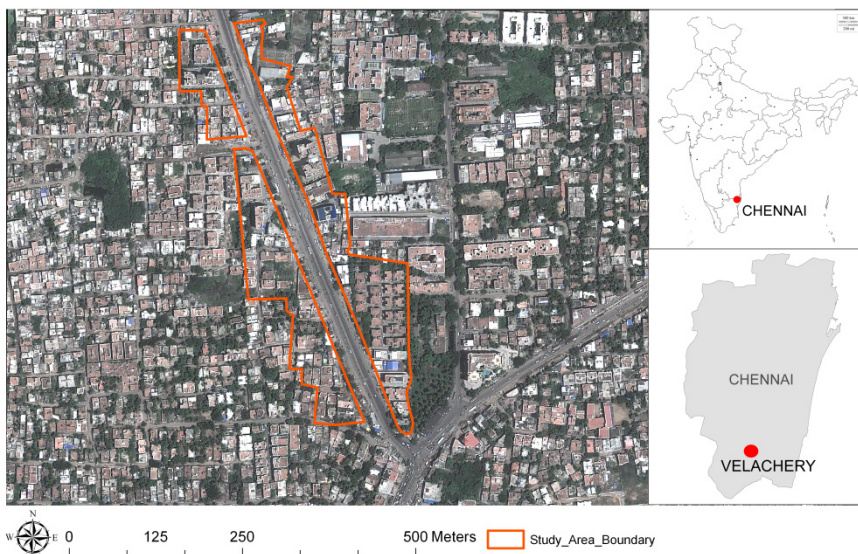 CHENNAI
CHENNAI
VELACHERY
N
W E
S
0 125 250 500 Meters
Study_Area_Boundary